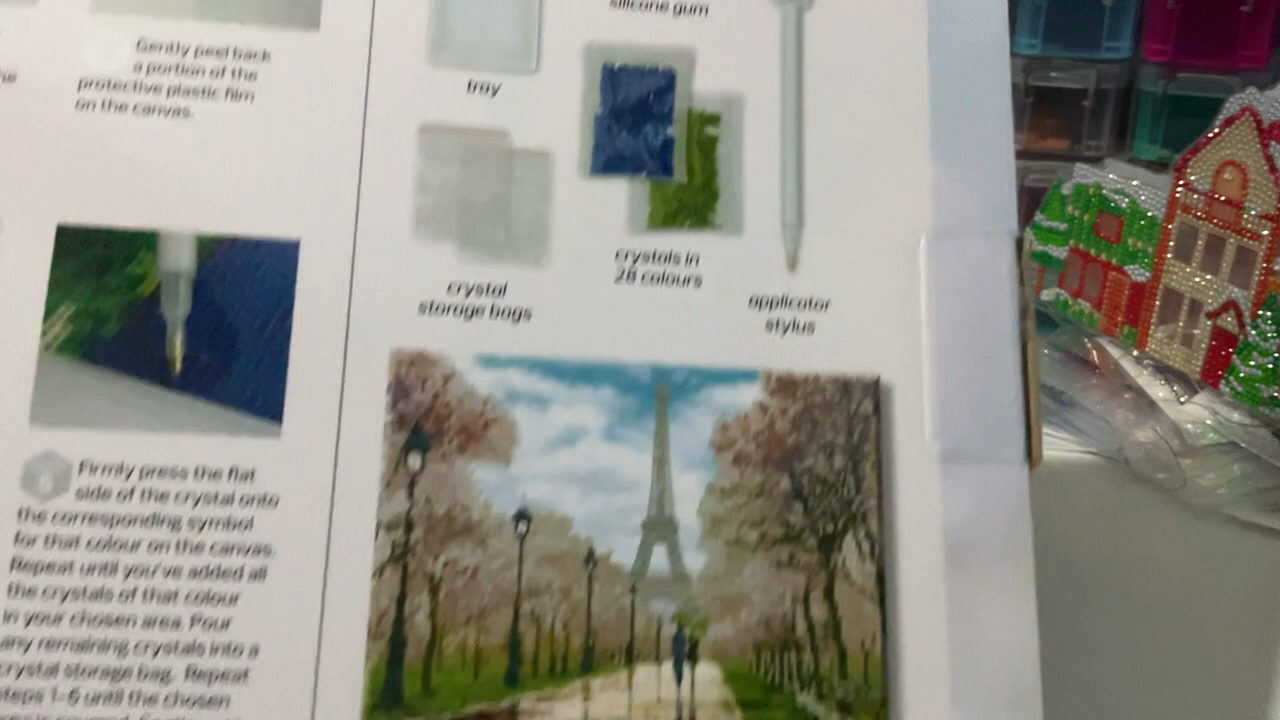 Gently peel back
a portion of the
protective plastic film
on the canvas.
Firmly press the flat
side of the crystal onto
the corresponding symbol
for that colour on the canvas.
Repeat until you've added all
the crystals of that colour
in your chosen area. Pour
any remaining crystals into a
crystal storage bag. Repeat
steps 1-6 until the chosen
silicone gum
tray
crystals in
28 colours
crystal
storage bags
applicator
stylus